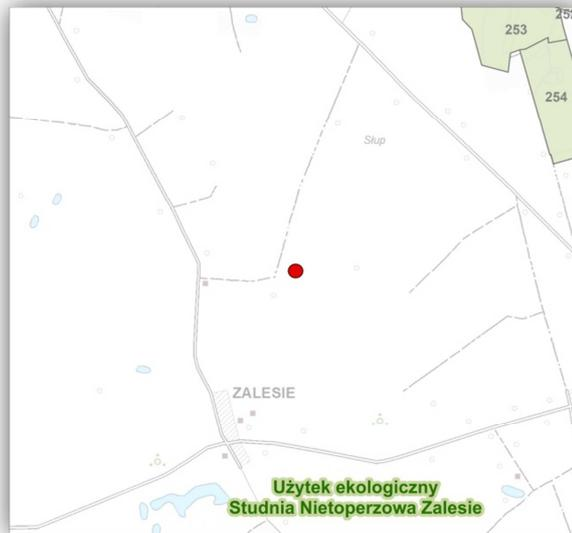 253
254
Słup
ZALESIE
Użytek ekologiczny
Studnia Nietoperzowa Zalesie